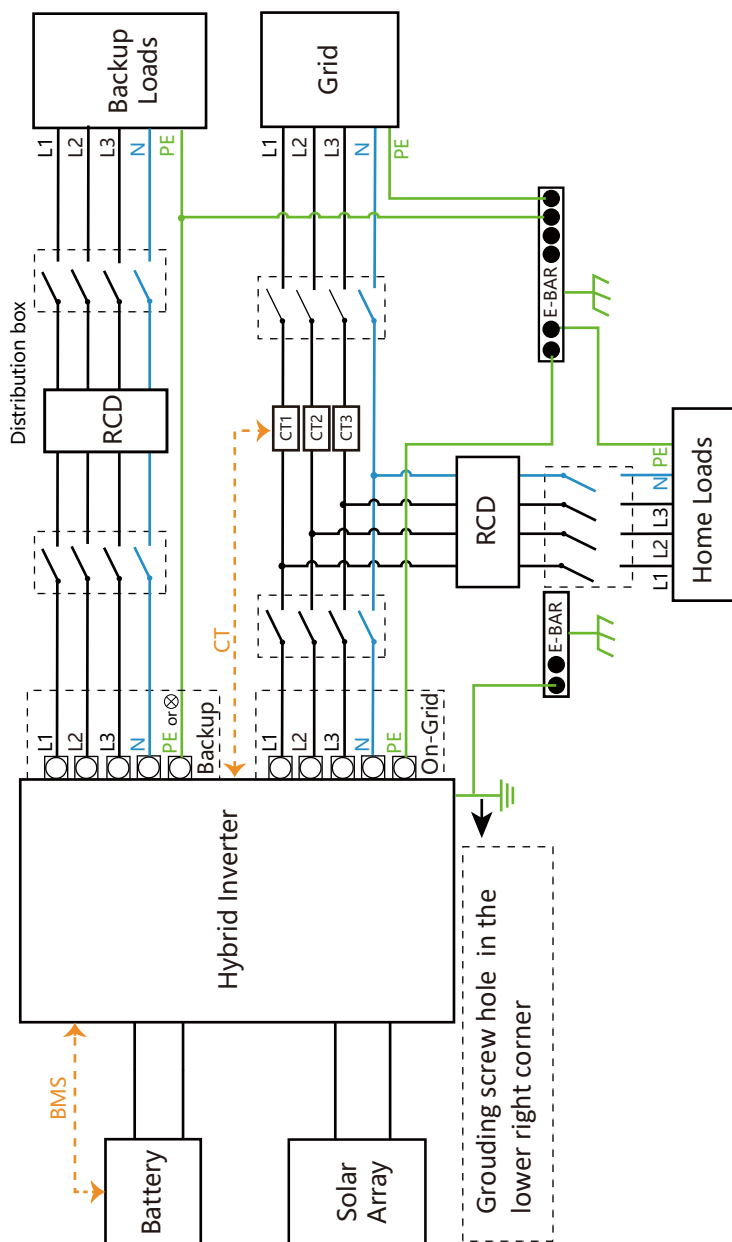 Distribution box
BMS
Battery
Hybrid Inverter
L1
L2
L3
N
PE or⊗
Backup
RCD
L1
L2
L3
N
PE
Backup
Loads
CT
Solar
Array
L1
L2
L3
N
PE
On-Grid
CT1
CT2
CT3
L1
L2
L3
N
PE
Grid
Grouding screw hole in the
lower right corner
RCD
E-BAR
E-BAR
L1
L2
L3
N
PE
Home Loads